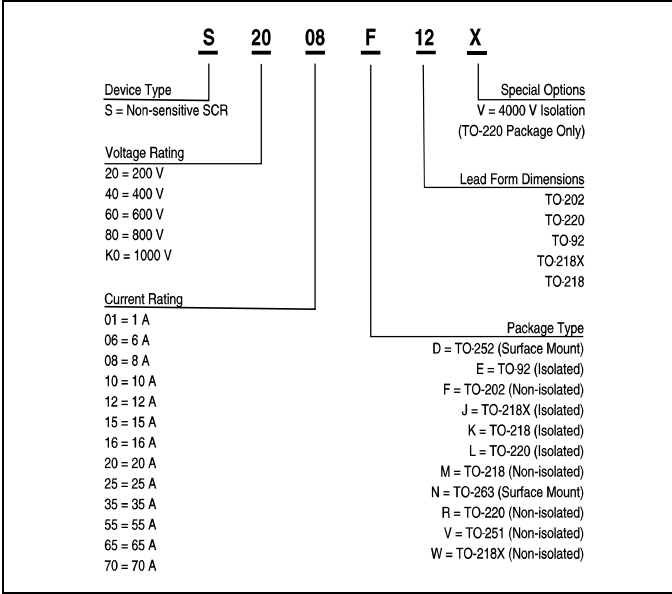 S 20 08 F 12 X
Device Type
S = Non-sensitive SCR
Voltage Rating
20 = 200 V
40 = 400 V
60 = 600 V
80 = 800 V
K0 = 1000 V
Current Rating
01 = 1 A
06 = 6 A
08 = 8 A
10 = 10 A
12 = 12 A
15 = 15 A
16 = 16 A
20 = 20 A
25 = 25 A
35 = 35 A
55 = 55 A
65 = 65 A
70 = 70 A
Special Options
V = 4000 V Isolation
(TO-220 Package Only)
Lead Form Dimensions
TO-202
TO-220
TO-92
TO-218X
TO-218
Package Type
D = TO-252 (Surface Mount)
E = TO-92 (Isolated)
F = TO-202 (Non-isolated)
J = TO-218X (Isolated)
K = TO-218 (Isolated)
L = TO-220 (Isolated)
M = TO-218 (Non-isolated)
N = TO-263 (Surface Mount)
R = TO-220 (Non-isolated)
V = TO-251 (Non-isolated)
W = TO-218X (Non-isolated)